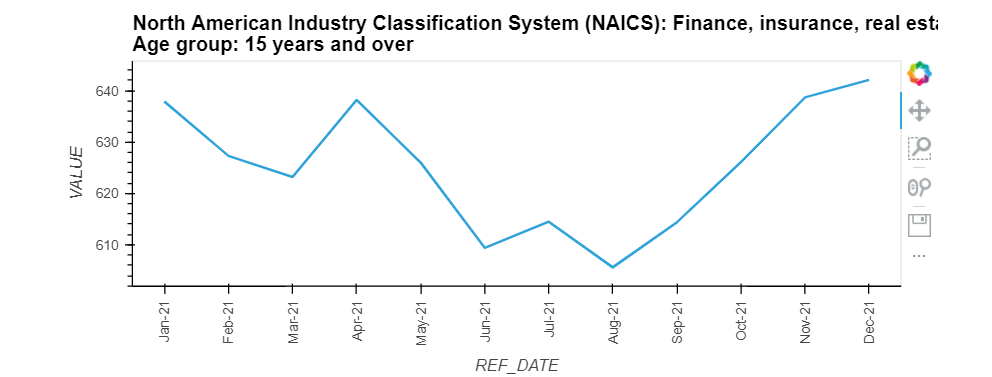 North American Industry Classification System (NAICS): Finance, insurance, real
Age group: 15 years and over
640
630
620
610
VALUE
Jan-21
Feb-21
Mar-21
Apr-21
May-21
Jun-21
Jul-21
Aug-21
Sep-21
Oct-21
Nov-21
Dec-21
REF_DATE